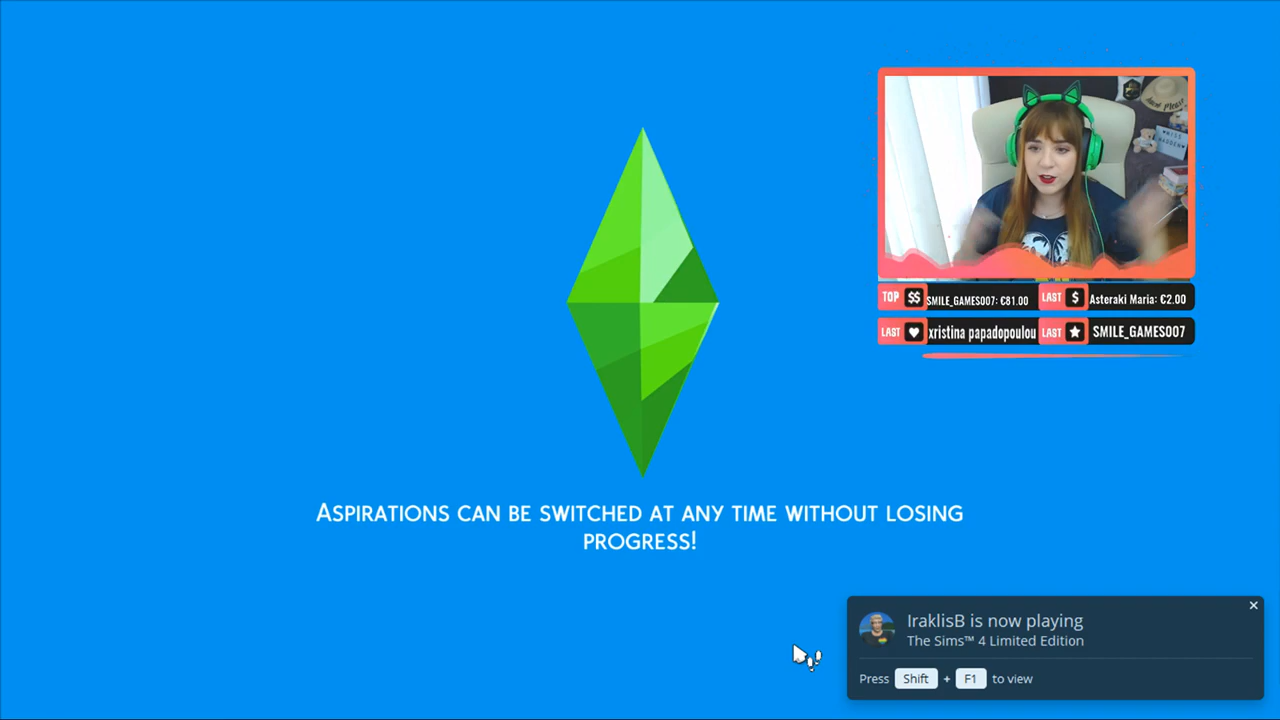 TOP $$ SMILE_GAMES007: €81.00 LAST $ Asteraki Maria: €2.00
LAST xristina papadopoulou LAST SMILE_GAMES007
ASPIRATIONS CAN BE SWITCHED AT ANY TIME WITHOUT LOSING
PROGRESS!
IraklisB is now playing
The Sims™ 4 Limited Edition
Press Shift + F1 to view